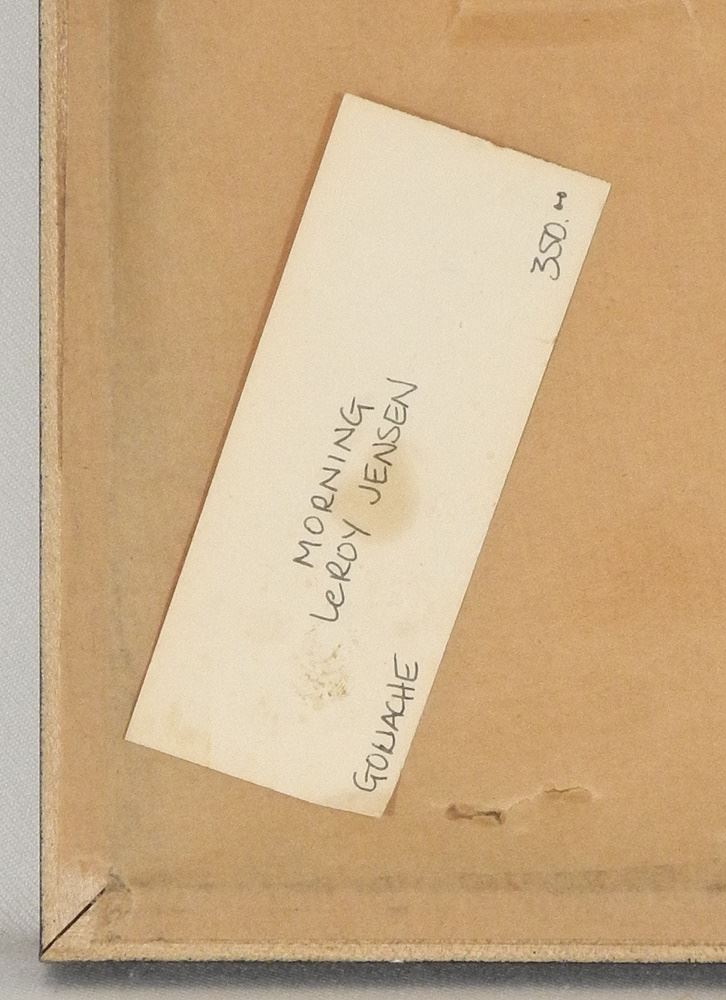 350.00
MORNING
LeROY JENSEN
GOUACHE